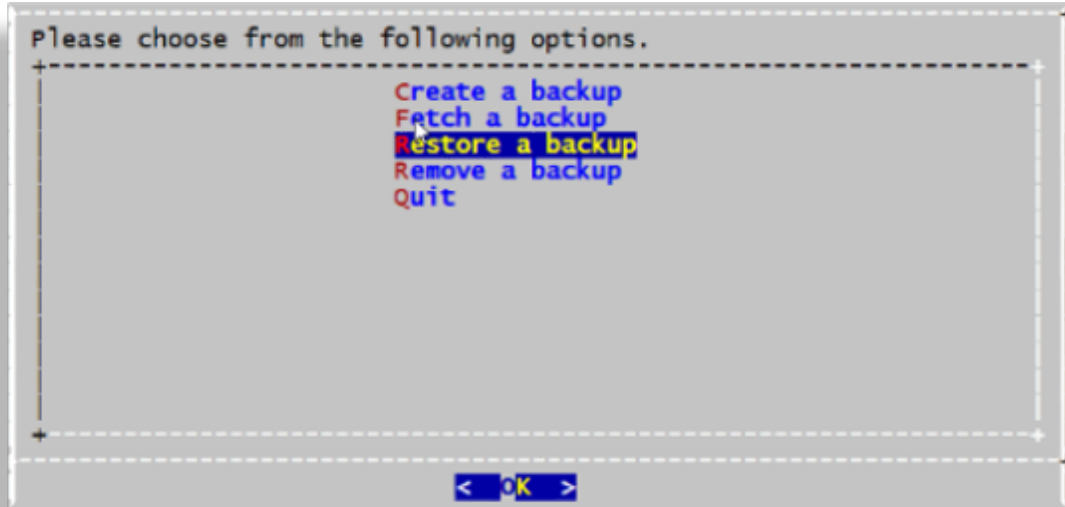 Please choose from the following options.
Create a backup
Fetch a backup
Restore a backup
Remove a backup
Quit
< OK >